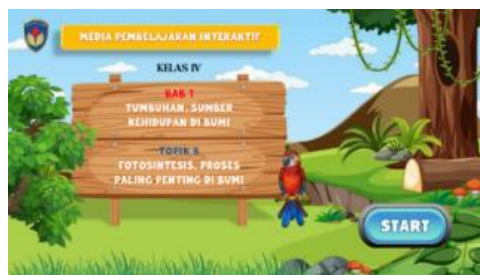 MEDIA PEMBELAJARAN INTERAKTIF
KELAS IV
BAB 1
TUMBUHAN, SUMBER
KEHIDUPAN DI BUMI
TOPIK B
FOTOSINTESIS, PROSES
PALING PENTING DI BUMI
START